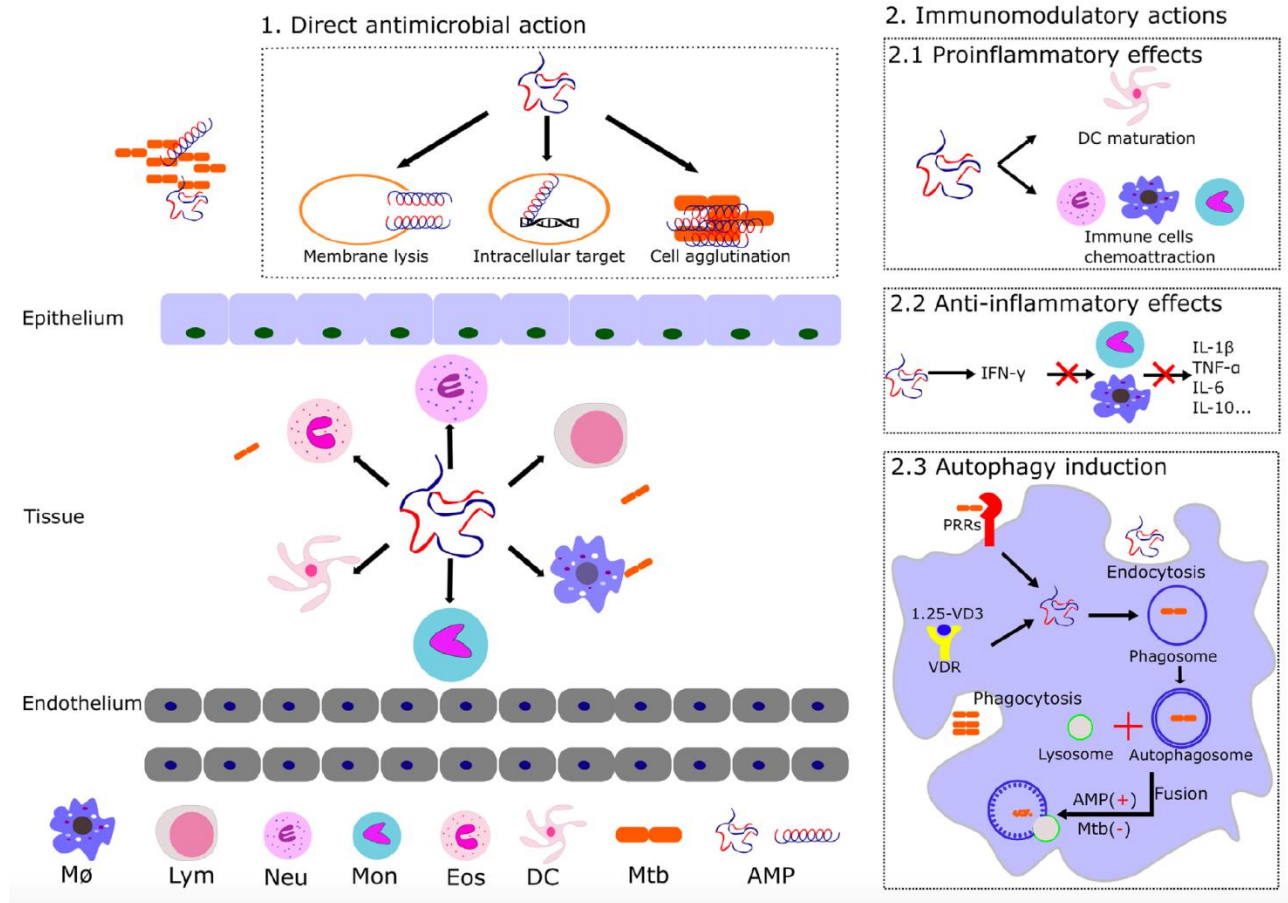 1. Direct antimicrobial action
Membrane lysis
Intracellular target
Cell agglutination
Epithelium
Tissue
Endothelium
Mø
Lym
Neu
Mon
Eos
DC
Mtb
AMP
2. Immunomodulatory actions
2.1 Proinflammatory effects
DC maturation
Immune cells
chemoattraction
2.2 Anti-inflammatory effects
IFN-γ
IL-1β
TNF-α
IL-6
IL-10...
2.3 Autophagy induction
PRRs
Endocytosis
1.25-VD3
VDR
Phagosome
Phagocytosis
Lysosome
Autophagosome
Fusion
AMP(+)
Mtb(-)